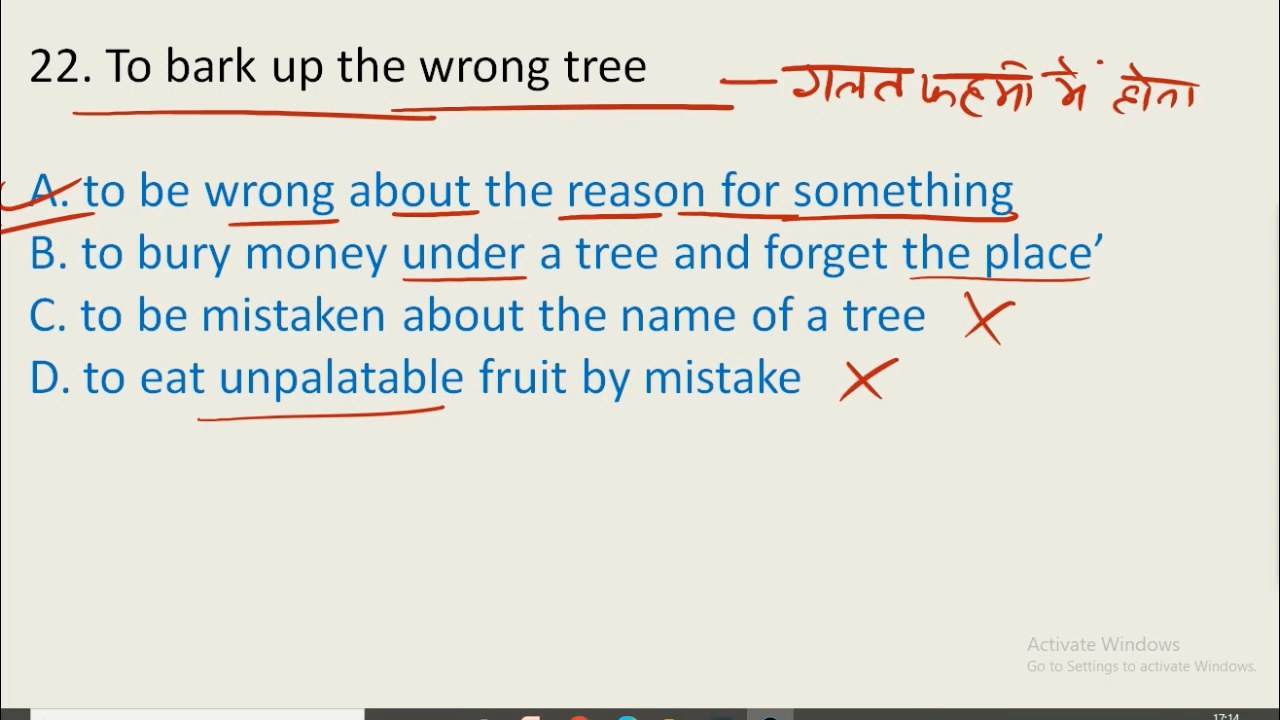 22. To bark up the wrong tree — गलत फहमी में होना
A. to be wrong about the reason for something
B. to bury money under a tree and forget the place’
C. to be mistaken about the name of a tree
D. to eat unpalatable fruit by mistake
Activate Windows
Go to Settings to activate Windows.
17:14